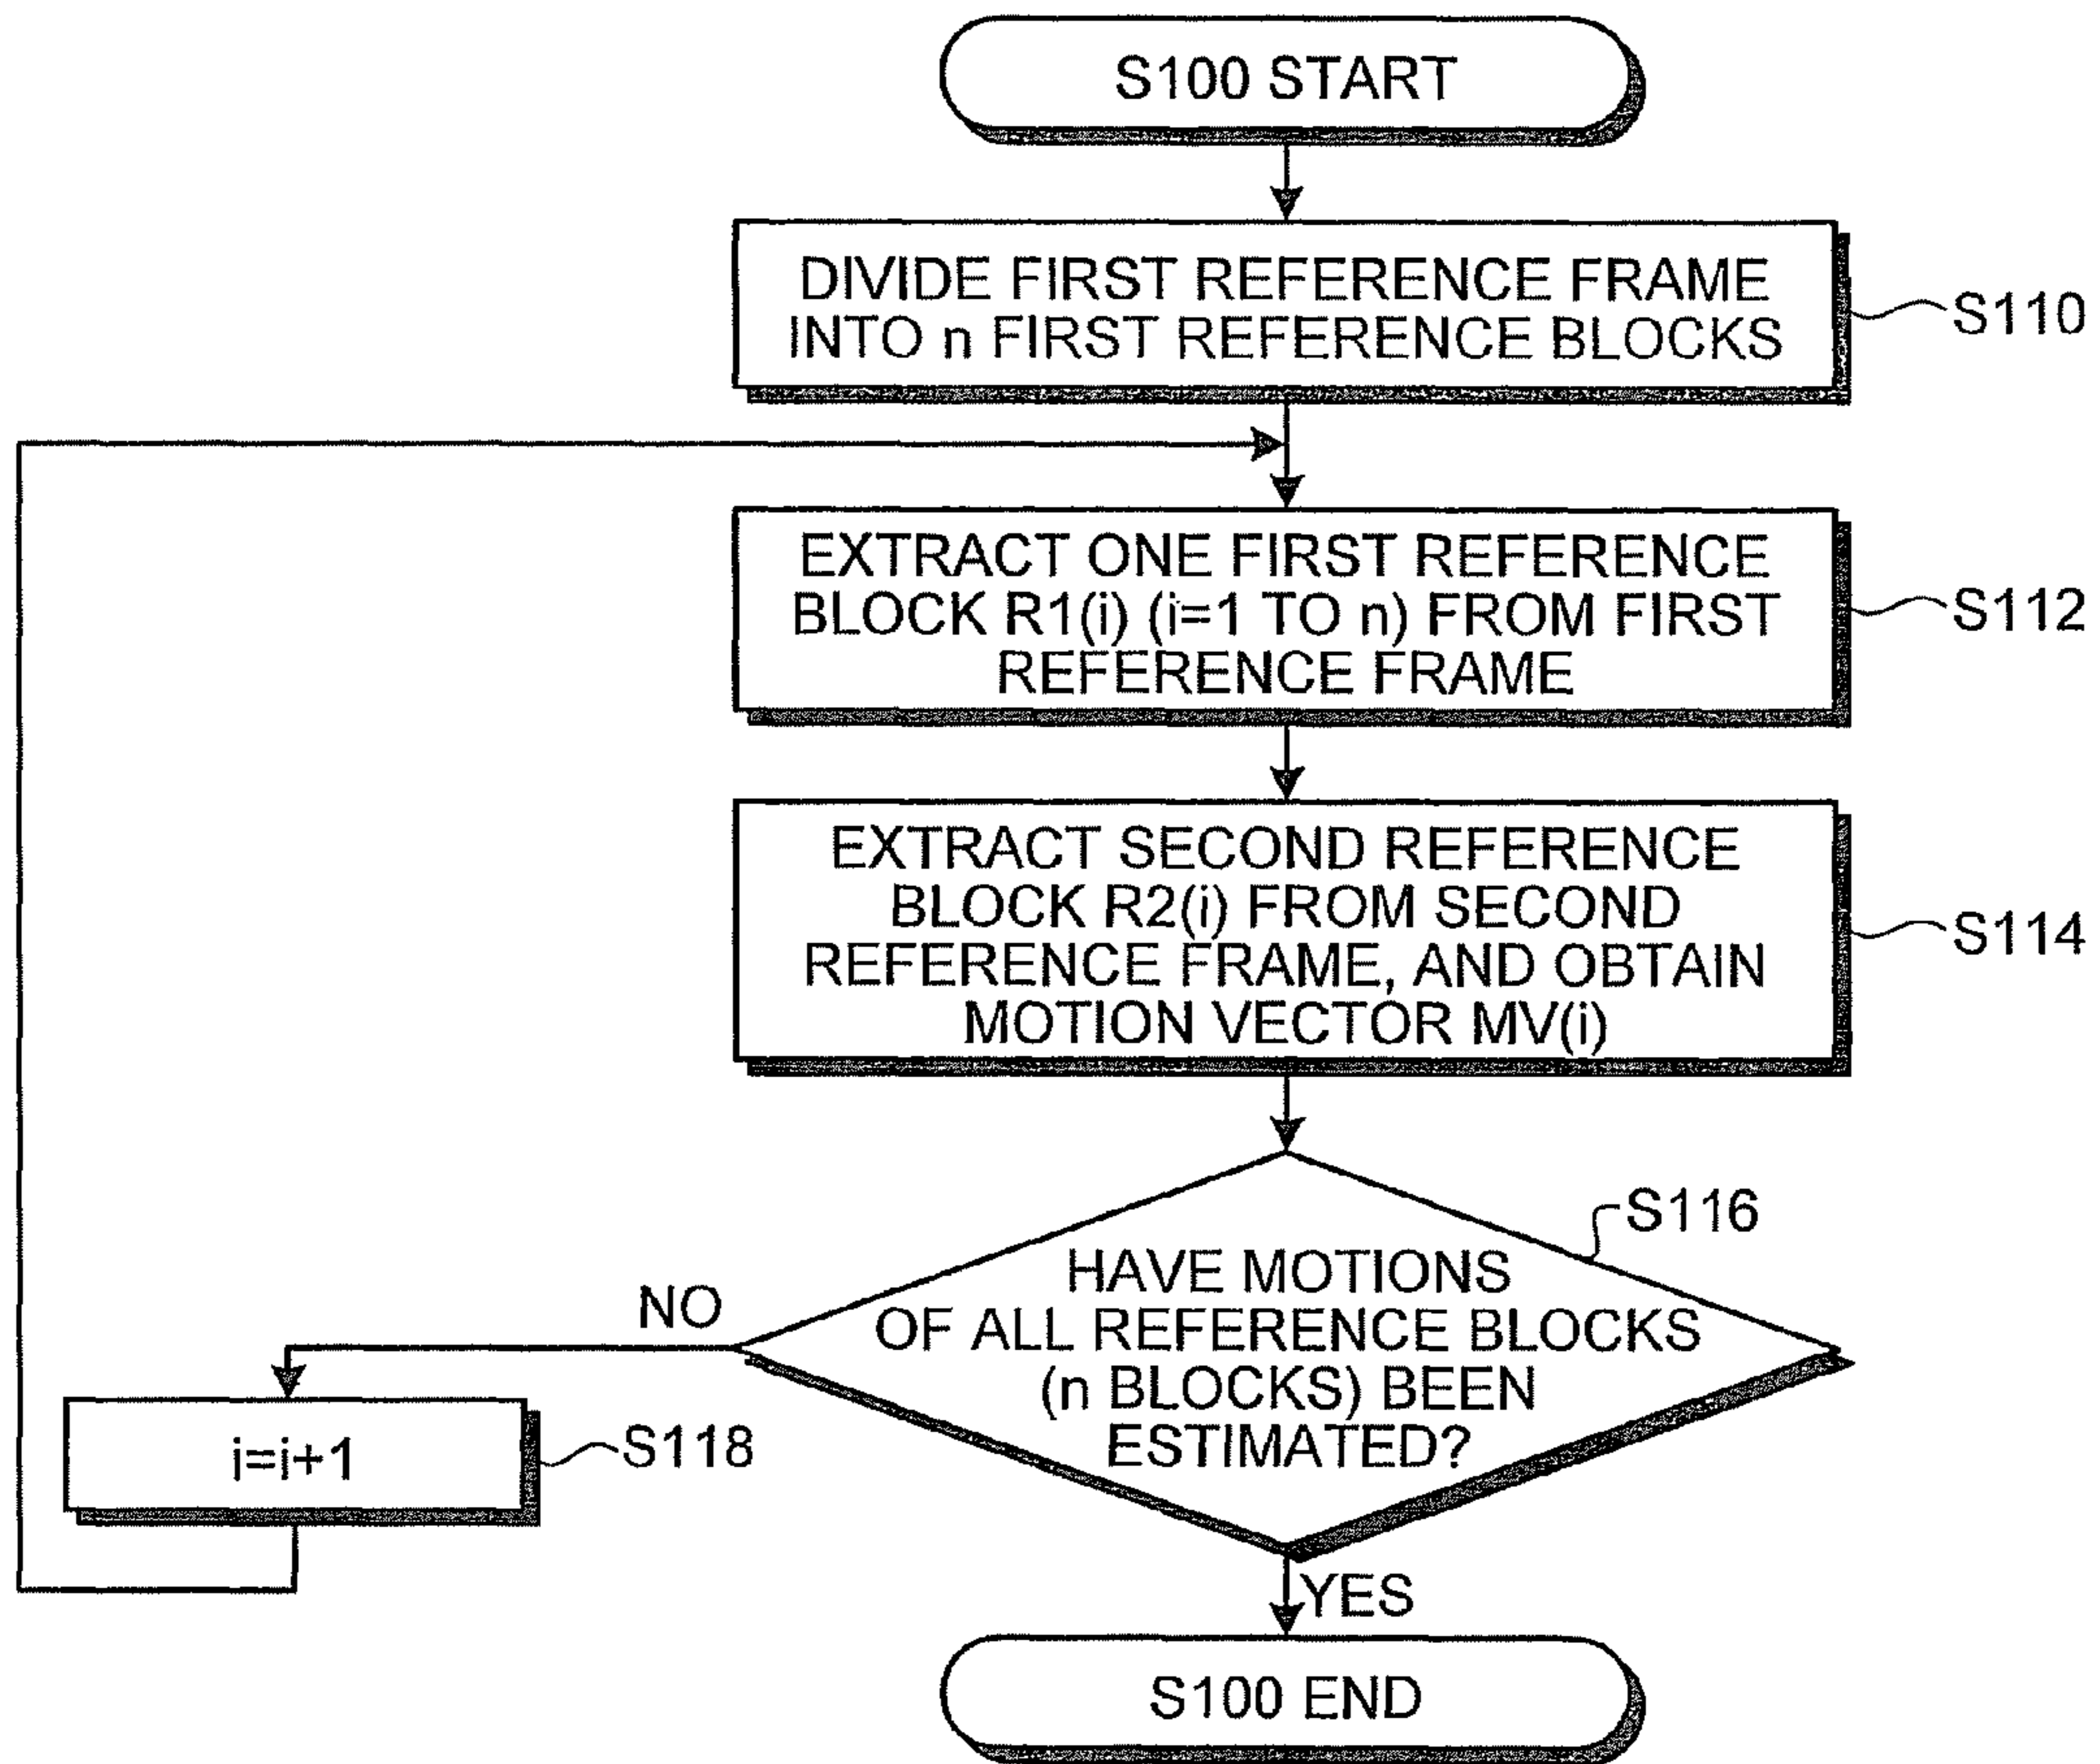 S100 START
DIVIDE FIRST REFERENCE FRAME
INTO n FIRST REFERENCE BLOCKS
S110
EXTRACT ONE FIRST REFERENCE
BLOCK R1(i) (i=1 TO n) FROM FIRST
REFERENCE FRAME
S112
EXTRACT SECOND REFERENCE
BLOCK R2(i) FROM SECOND
REFERENCE FRAME, AND OBTAIN
MOTION VECTOR MV(i)
S114
S116
HAVE MOTIONS
OF ALL REFERENCE BLOCKS
(n BLOCKS) BEEN
ESTIMATED?
NO
i=i+1
S118
YES
S100 END